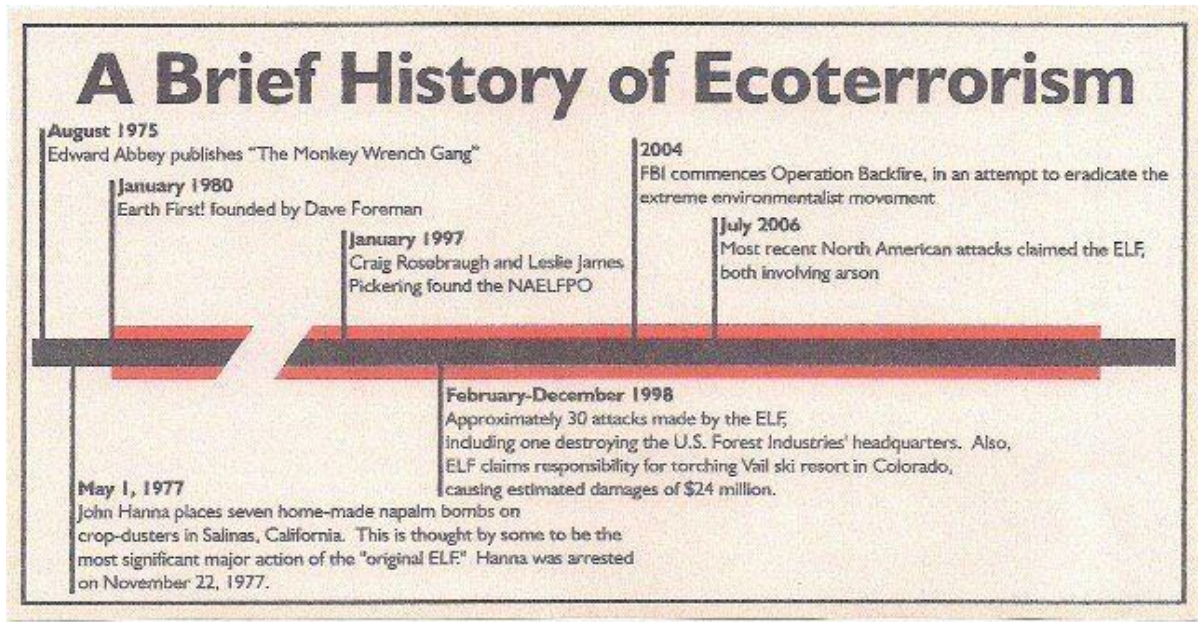 A Brief History of Ecoterrorism
August 1975
Edward Abbey publishes "The Monkey Wrench Gang"
January 1980
Earth First! founded by Dave Foreman
January 1997
Craig Rosebraugh and Leslie James
Pickering found the NAELFPO
2004
FBI commences Operation Backfire, in an attempt to eradicate the
extreme environmentalist movement
July 2006
Most recent North American attacks claimed the ELF,
both involving arson
February-December 1998
Approximately 30 attacks made by the ELF,
including one destroying the U.S. Forest Industries' headquarters. Also,
ELF claims responsibility for torching Vail ski resort in Colorado,
causing estimated damages of $24 million.
May 1, 1977
John Hanna places seven home-made napalm bombs on
crop-dusters in Salinas, California. This is thought by some to be the
most significant major action of the "original ELF." Hanna was arrested
on November 22, 1977.